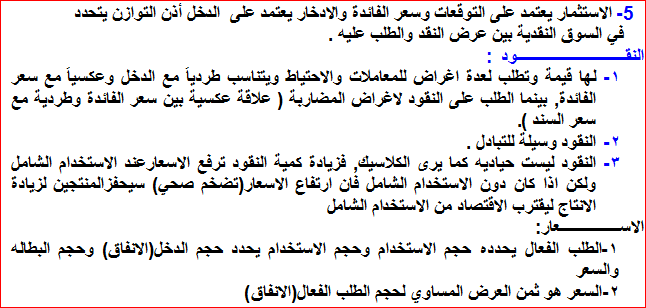 5- الاستثمار يعتمد على التوقعات وسعر الفائدة والادخار يعتمد على الدخل أذن التوازن يتحدد
في السوق النقدية بين عرض النقد والطلب عليه .
النقـــــــــــود :
١- لها قيمة وتطلب لعدة اغراض للمعاملات والاحتياط ويتناسب طردياً مع الدخل وعكسياً مع سعر
الفائدة, بينما الطلب على النقود لاغراض المضاربة ( علاقة عكسية بين سعر الفائدة وطردية مع
سعر السند ).
٢- النقود وسيلة للتبادل .
٣- النقود ليست حياديه كما يرى الكلاسيك, فزيادة كمية النقود ترفع الاسعارعند الاستخدام الشامل
ولكن اذا كان دون الاستخدام الشامل فأن ارتفاع الاسعار(تضخم صحي) سيحفزالمنتجين لزيادة
الانتاج ليقترب الاقتصاد من الاستخدام الشامل
الاســـــــــــعار:
١-الطلب الفعال يحدده حجم الاستخدام وحجم الاستخدام يحدد حجم الدخل(الانفاق) وحجم البطاله
والسعر
٢-السعر هو ثمن العرض المساوي لحجم الطلب الفعال(الانفاق)